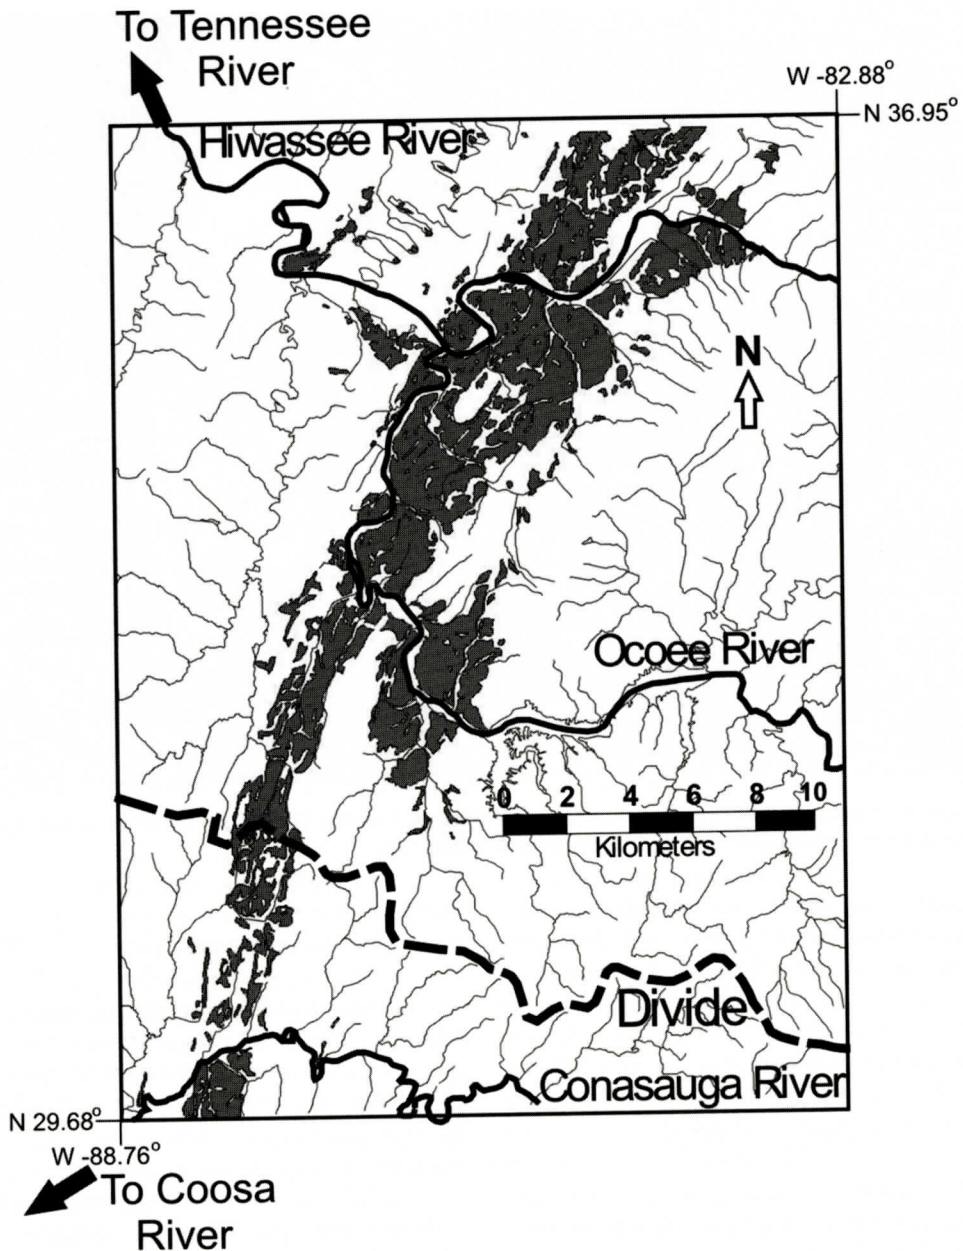 To Tennessee
River
W -82.88°
N 36.95°
Hiwassee River
N
Ocoee River
0 2 4 6 8 10
Kilometers
Divide
Conasauga River
N 29.68°
W -88.76°
To Coosa
River